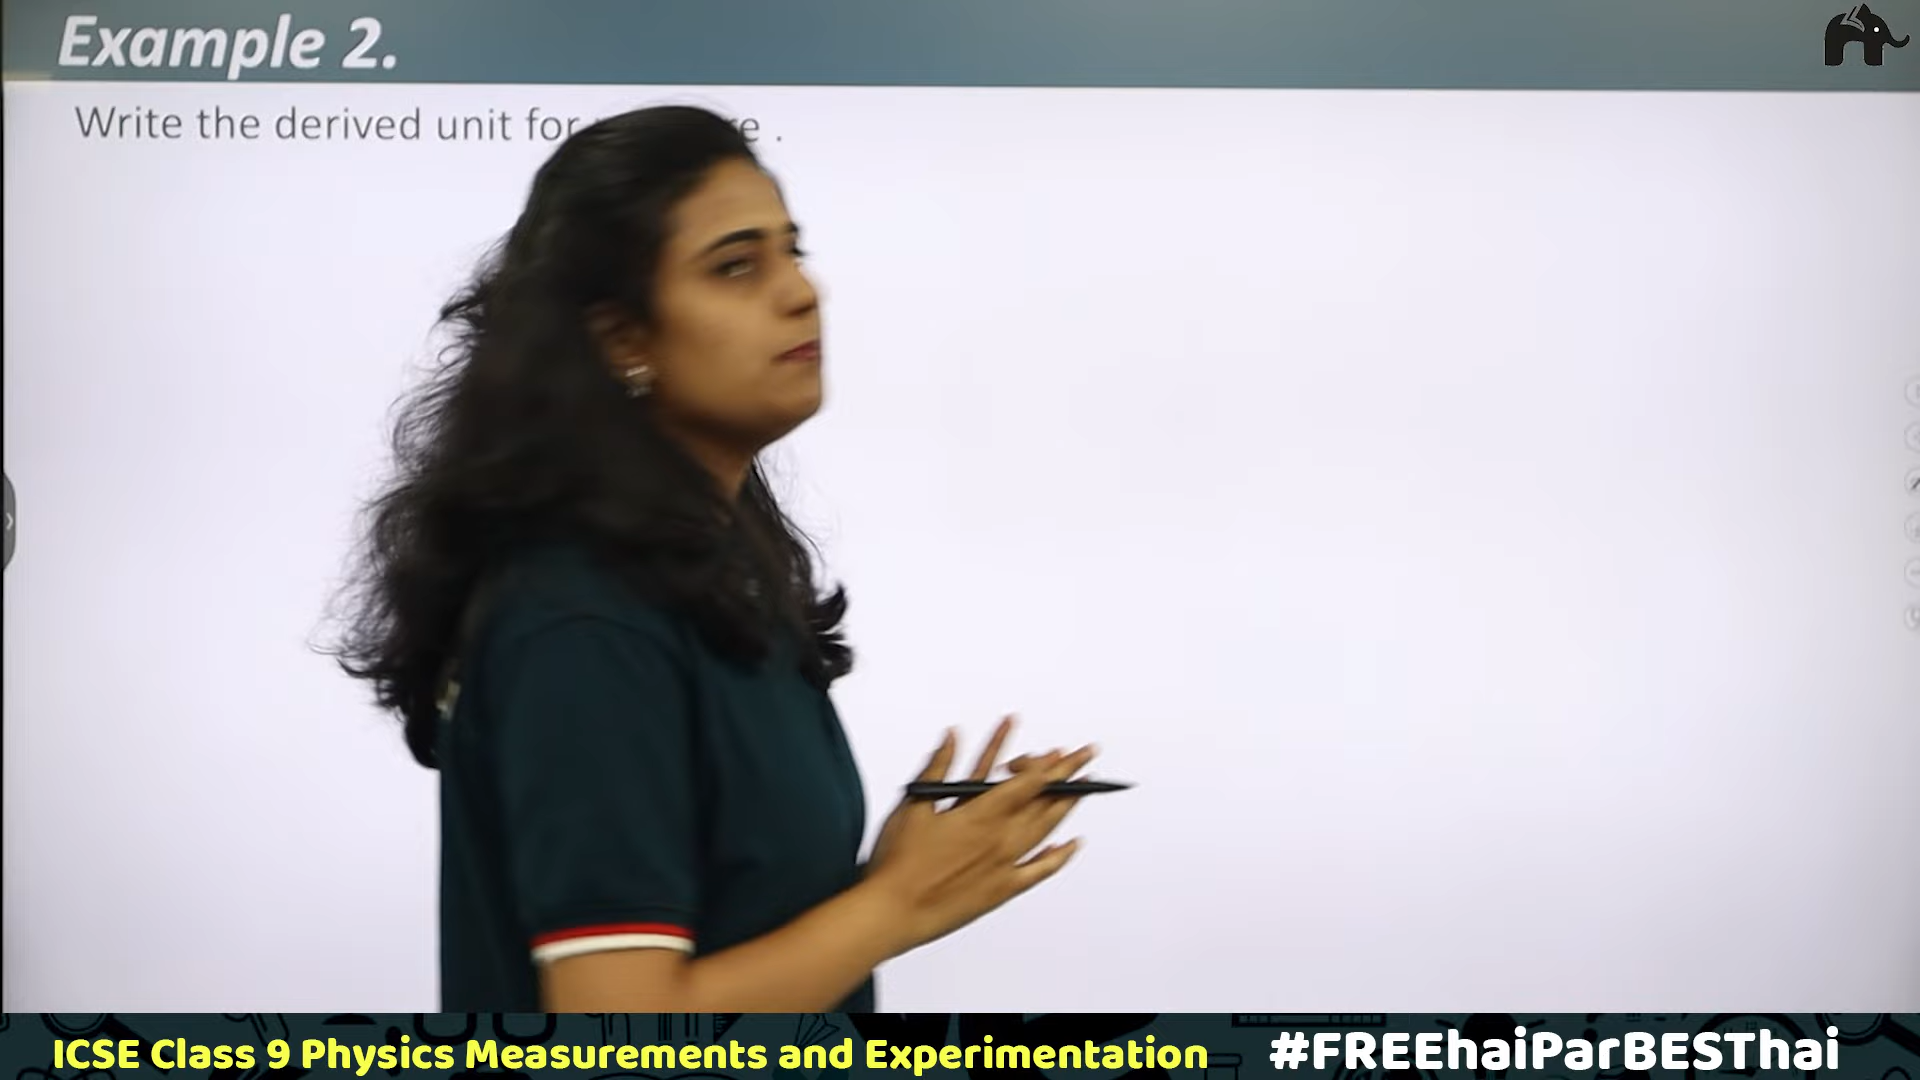 Example 2.
Write the derived unit for
ICSE Class 9 Physics Measurements and Experimentation
#FREEhaiParBESThai